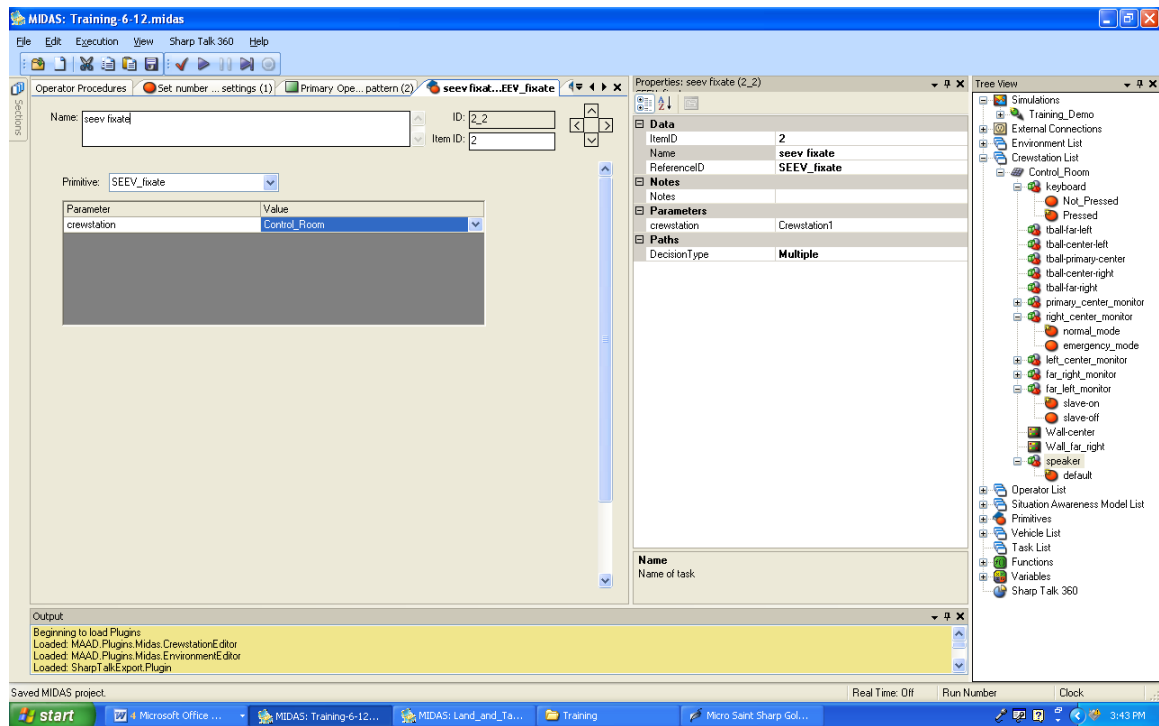 MIDAS: Training-6-12.midas
File Edit Execution View Sharp Talk 360 Help
Sections
Operator Procedures Set number ... settings (1) Primary Ope... pattern (2) seev fixat...EEV_fixate
Name: seev fixate
ID: 2_2
Item ID: 2
Primitive: SEEV_fixate
Parameter Value
crewstation Control_Room
Properties: seev fixate (2_2)
Data
ItemID 2
Name seev fixate
ReferenceID SEEV_fixate
Notes
Notes
Parameters
crewstation Crewstation1
Paths
DecisionType Multiple
Name
Name of task
Tree View
Simulations
Training_Demo
External Connections
Environment List
Crewstation List
Control_Room
keyboard
Not_Pressed
Pressed
tball-far-left
tball-center-left
tball-primary-center
tball-center-right
tball-far-right
primary_center_monitor
right_center_monitor
normal_mode
emergency_mode
left_center_monitor
far_right_monitor
far_left_monitor
slave-on
slave-off
Wall-center
Wall_far_right
speaker
default
Operator List
Situation Awareness Model List
Primitives
Vehicle List
Task List
Functions
Variables
Sharp Talk 360
Output
Beginning to load Plugins
Loaded: MAAD.Plugins.Midas.CrewstationEditor
Loaded: MAAD.Plugins.Midas.EnvironmentEditor
Loaded: SharpTalkExport.Plugin
Saved MIDAS project.
Real Time: Off Run Number Clock
start 4 Microsoft Office ... MIDAS: Training-6-12... MIDAS: Land_and_Ta... Training Micro Saint Sharp Gol... 3:43 PM